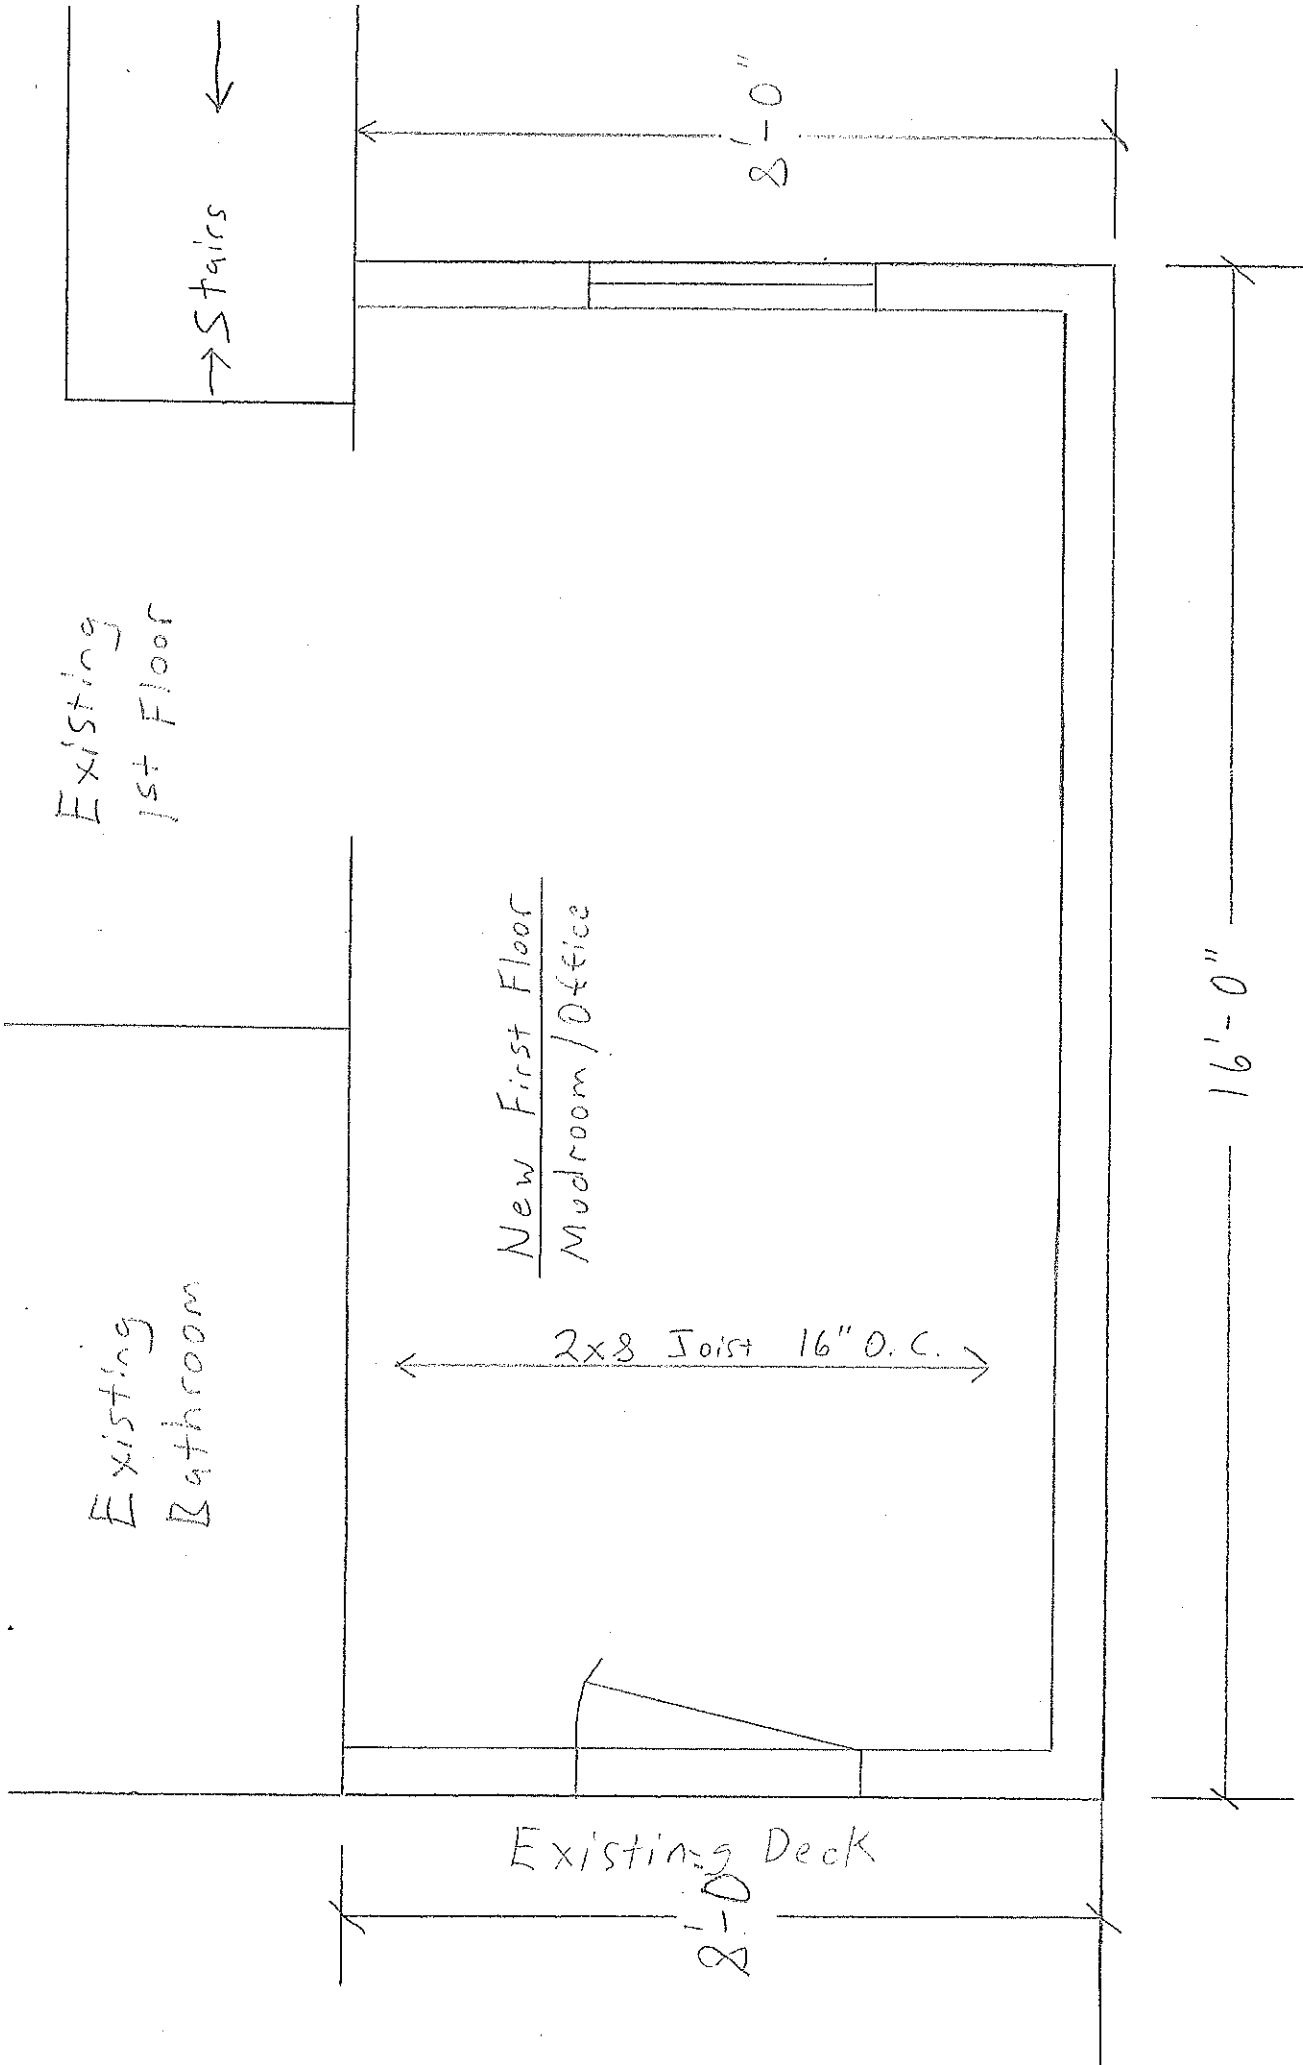 →Stairs
←
Existing
1st Floor
Existing
Bathroom
New First Floor
Mudroom/Office
2x8 Joist 16" O.C.
Existing Deck
8'-0"
8'-0
16'-0"